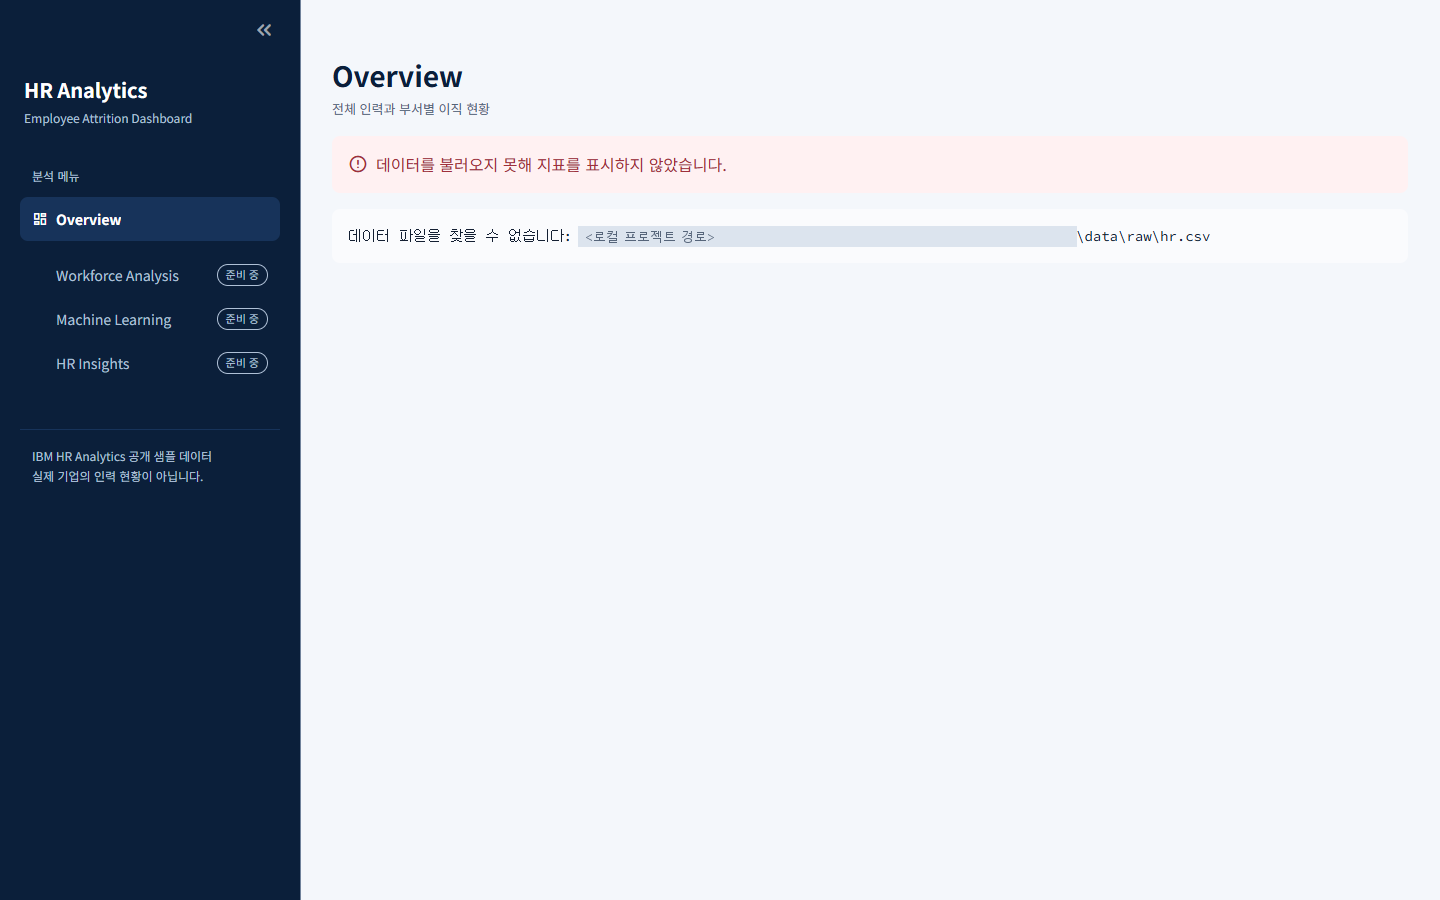 HR Analytics
Employee Attrition Dashboard
분석 메뉴
Overview
Workforce Analysis 준비 중
Machine Learning 준비 중
HR Insights 준비 중
IBM HR Analytics 공개 샘플 데이터
실제 기업의 인력 현황이 아닙니다.
Overview
전체 인력과 부서별 이직 현황
데이터를 불러오지 못해 지표를 표시하지 않았습니다.
데이터 파일을 찾을 수 없습니다: <로컬 프로젝트 경로>\data\raw\hr.csv